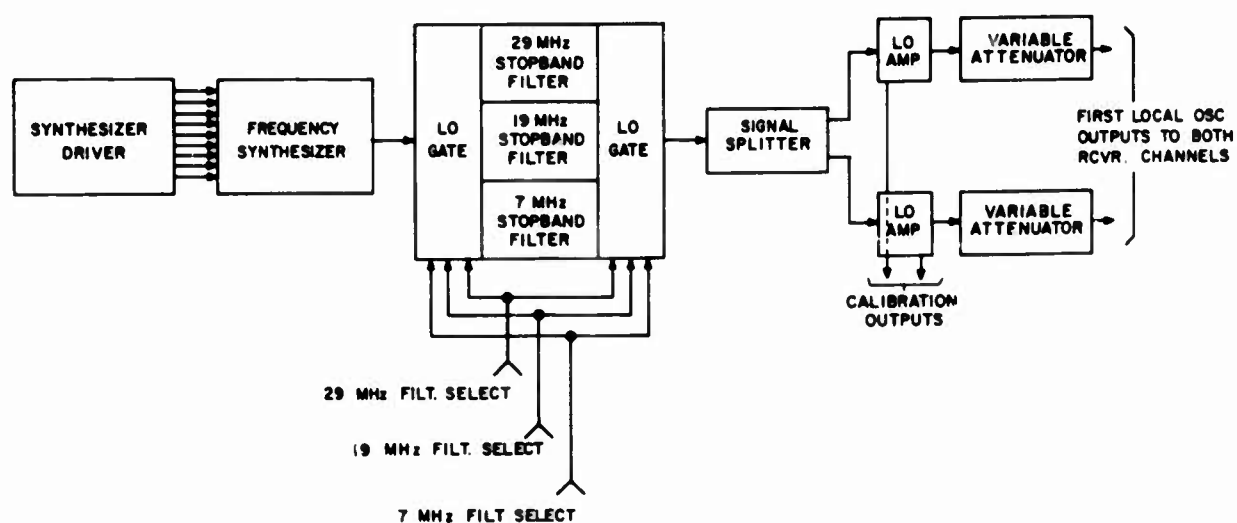 SYNTHESIZER
DRIVER
FREQUENCY
SYNTHESIZER
LO
GATE
29 MHz
STOPBAND
FILTER
19 MHz
STOPBAND
FILTER
7 MHz
STOPBAND
FILTER
LO
GATE
SIGNAL
SPLITTER
LO
AMP
VARIABLE
ATTENUATOR
LO
AMP
VARIABLE
ATTENUATOR
FIRST LOCAL OSC
OUTPUTS TO BOTH
RCVR. CHANNELS
CALIBRATION
OUTPUTS
29 MHz FILT. SELECT
19 MHz FILT. SELECT
7 MHz FILT SELECT